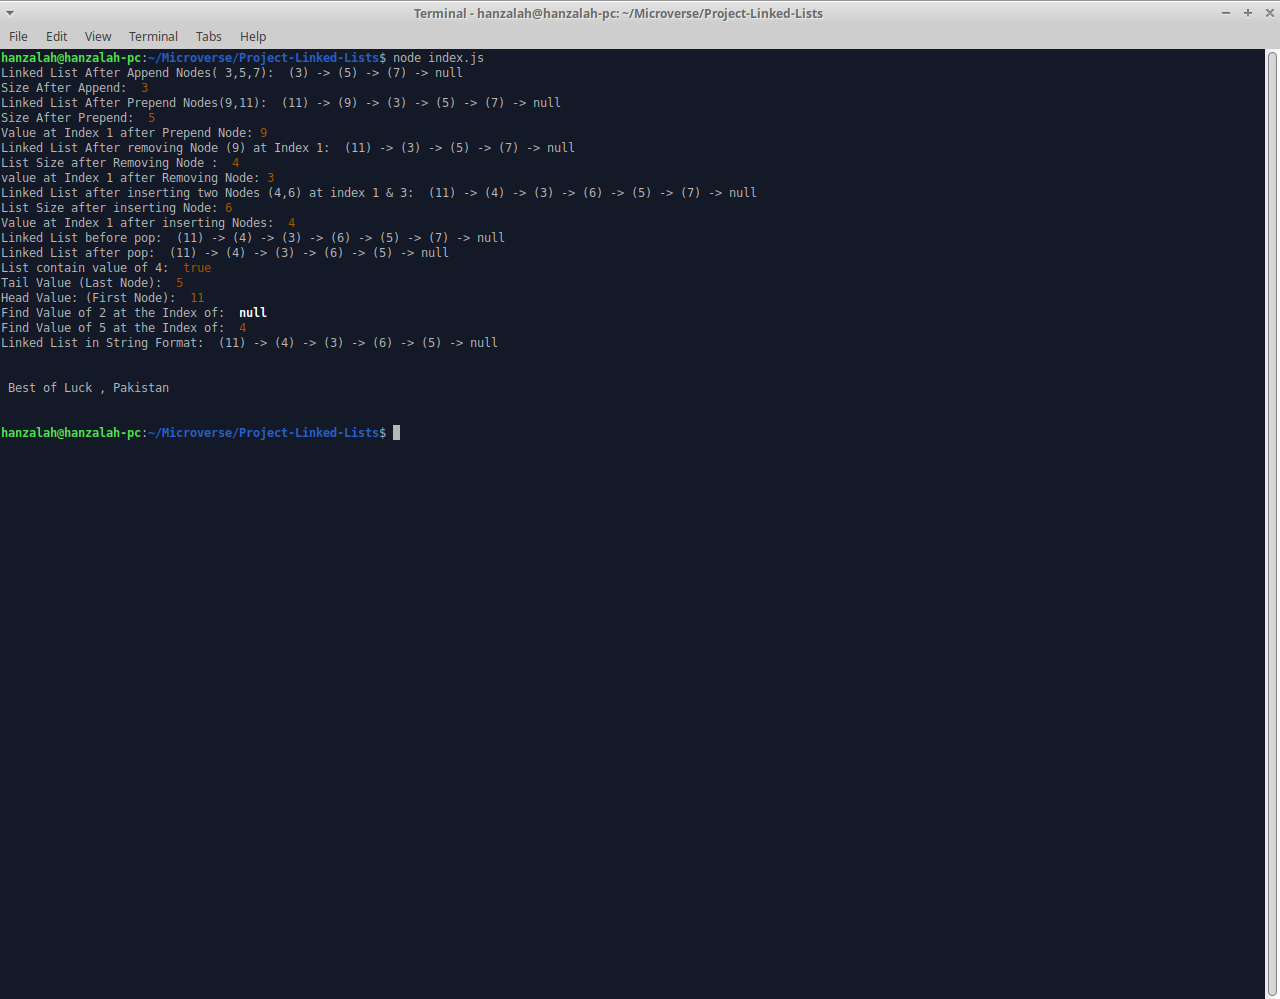 Terminal - hanzalah@hanzalah-pc: ~/Microverse/Project-Linked-Lists
File Edit View Terminal Tabs Help
hanzalah@hanzalah-pc:~/Microverse/Project-Linked-Lists$ node index.js
Linked List After Append Nodes( 3,5,7):  (3) -> (5) -> (7) -> null
Size After Append:  3
Linked List After Prepend Nodes(9,11):  (11) -> (9) -> (3) -> (5) -> (7) -> null
Size After Prepend:  5
Value at Index 1 after Prepend Node: 9
Linked List After removing Node (9) at Index 1:  (11) -> (3) -> (5) -> (7) -> null
List Size after Removing Node :  4
value at Index 1 after Removing Node: 3
Linked List after inserting two Nodes (4,6) at index 1 & 3:  (11) -> (4) -> (3) -> (6) -> (5) -> (7) -> null
List Size after inserting Node: 6
Value at Index 1 after inserting Nodes:  4
Linked List before pop:  (11) -> (4) -> (3) -> (6) -> (5) -> (7) -> null
Linked List after pop:  (11) -> (4) -> (3) -> (6) -> (5) -> null
List contain value of 4:  true
Tail Value (Last Node):  5
Head Value: (First Node):  11
Find Value of 2 at the Index of:  null
Find Value of 5 at the Index of:  4
Linked List in String Format:  (11) -> (4) -> (3) -> (6) -> (5) -> null
Best of Luck , Pakistan
hanzalah@hanzalah-pc:~/Microverse/Project-Linked-Lists$